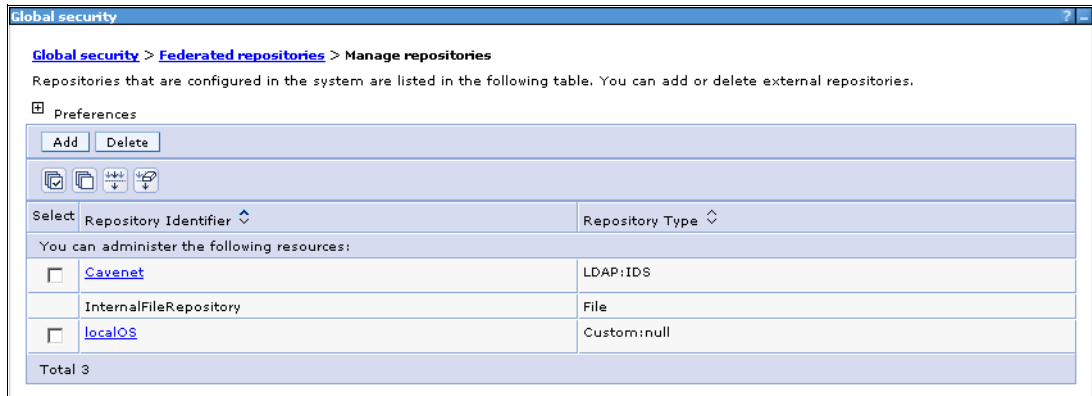 Global security
? –
Global security > Federated repositories > Manage repositories
Repositories that are configured in the system are listed in the following table. You can add or delete external repositories.
+ Preferences
Add Delete
Select Repository Identifier Repository Type
You can administer the following resources:
Cavenet LDAP:IDS
InternalFileRepository File
localOS Custom:null
Total 3